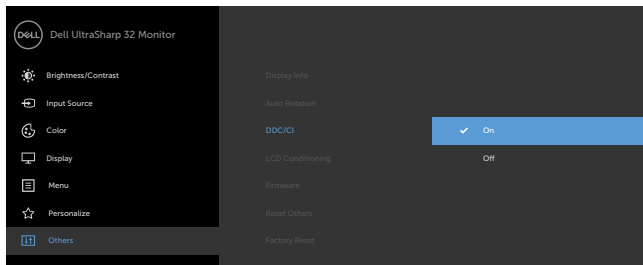 DELL Dell UltraSharp 32 Monitor
Brightness/Contrast
Display Info
Input Source
Auto Rotation
Color
DDC/CI
On
Display
LCD Conditioning
Off
Menu
Firmware
Personalize
Reset Others
Others
Factory Reset